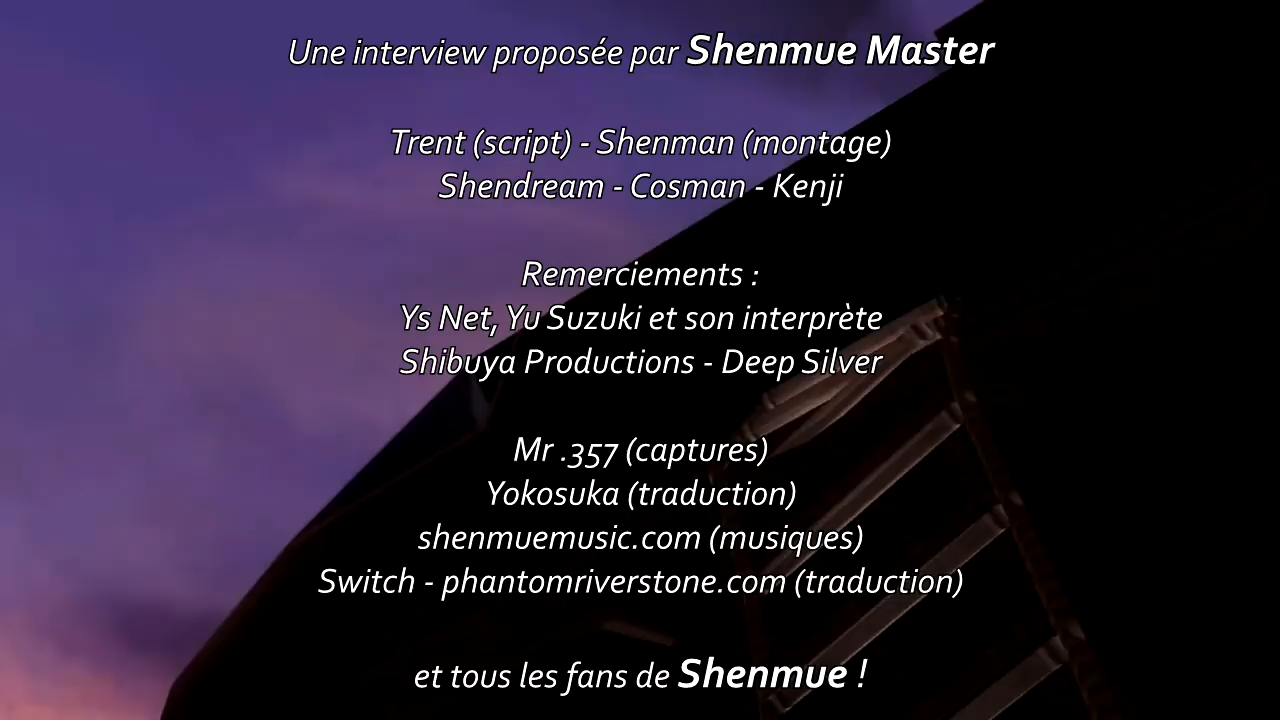 Une interview proposée par Shenmue Master
Trent (script) - Shenman (montage)
Shendream - Cosman - Kenji
Remerciements :
Ys Net, Yu Suzuki et son interprète
Shibuya Productions - Deep Silver
Mr .357 (captures)
Yokosuka (traduction)
shenmuemusic.com (musiques)
Switch - phantomriverstone.com (traduction)
et tous les fans de Shenmue !